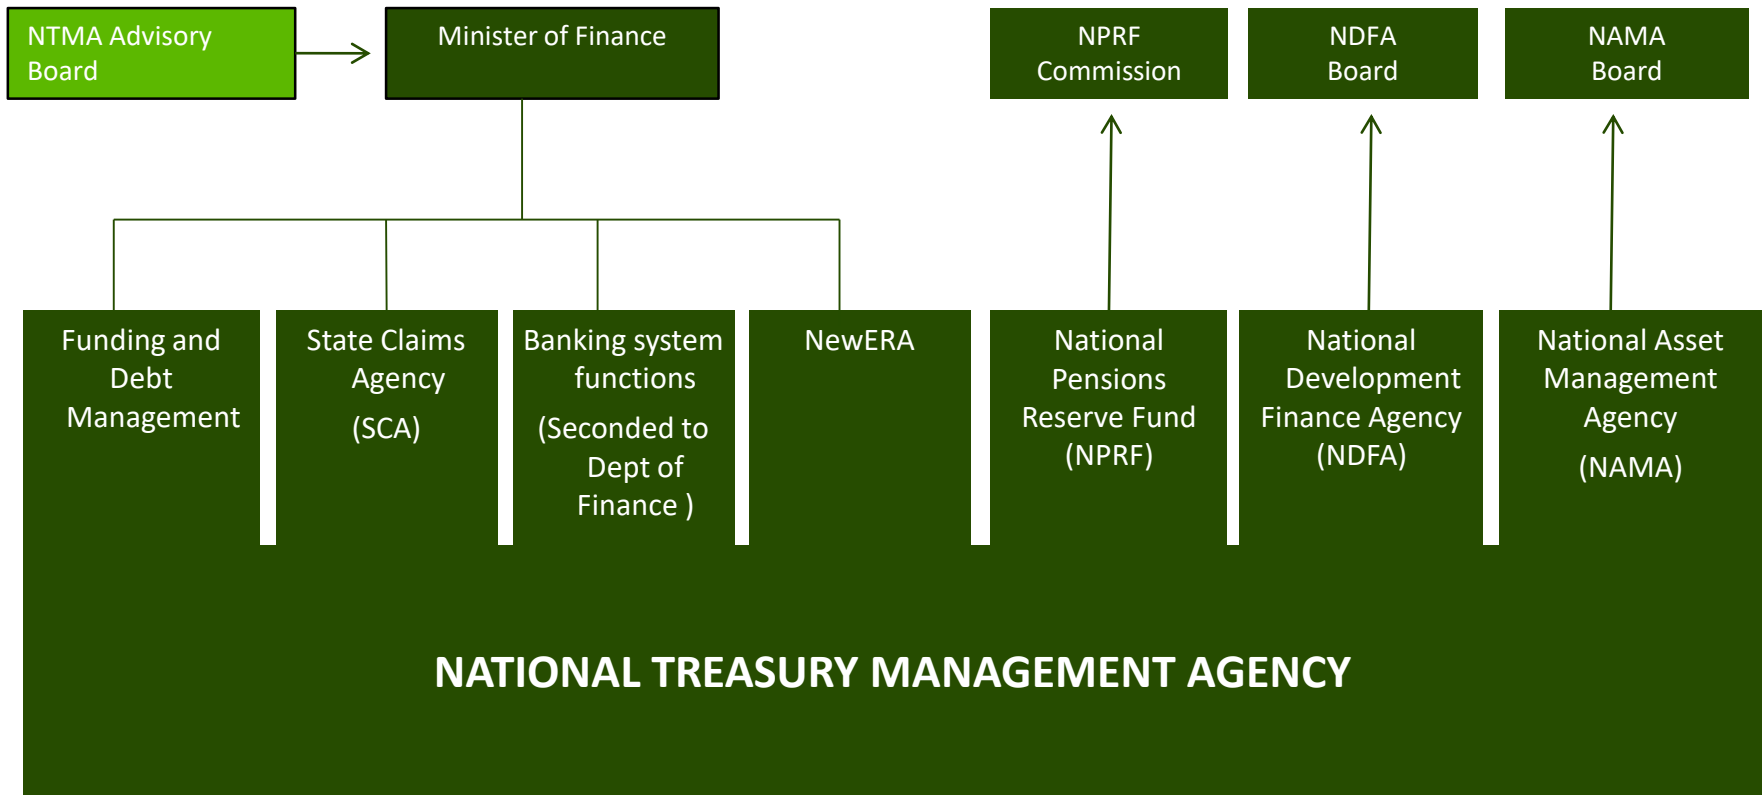 NTMA Advisory
Board
Minister of Finance
NPRF
Commission
NDFA
Board
NAMA
Board
Funding and
Debt
Management
State Claims
Agency
(SCA)
Banking system
functions
(Seconded to
Dept of
Finance )
NewERA
National
Pensions
Reserve Fund
(NPRF)
National
Development
Finance Agency
(NDFA)
National Asset
Management
Agency
(NAMA)
NATIONAL TREASURY MANAGEMENT AGENCY